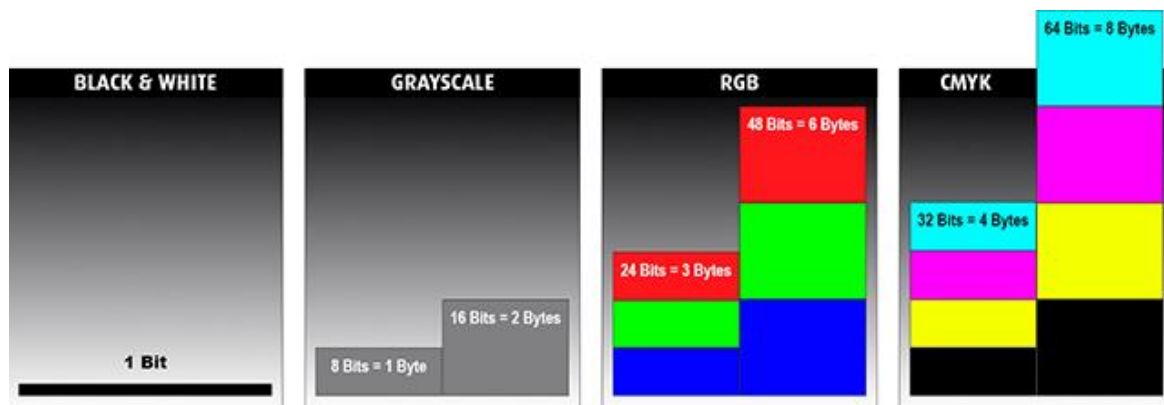 BLACK & WHITE
1 Bit
GRAYSCALE
8 Bits = 1 Byte
16 Bits = 2 Bytes
RGB
24 Bits = 3 Bytes
48 Bits = 6 Bytes
CMYK
32 Bits = 4 Bytes
64 Bits = 8 Bytes